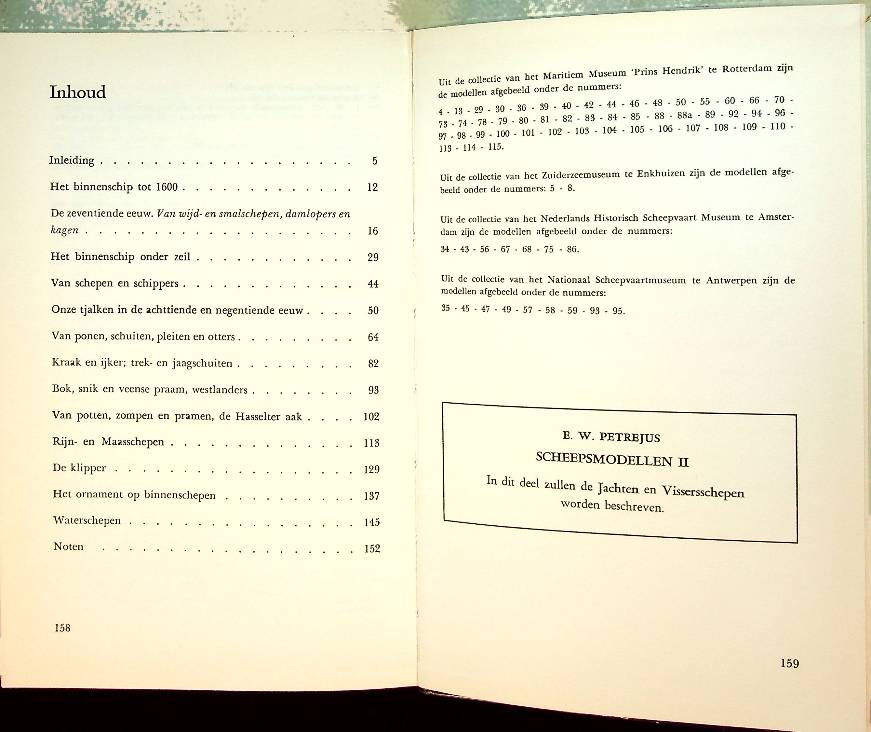 Inhoud
Inleiding . . . . . . . . . . . . . . . . . . . 5
Het binnenschip tot 1600 . . . . . . . . . . . . . 12
De zeventiende eeuw. Van wijd- en smalschepen, damlopers en
kagen . . . . . . . . . . . . . . . . . . . . 16
Het binnenschip onder zeil . . . . . . . . . . . . 29
Van schepen en schippers . . . . . . . . . . . . . 44
Onze tjalken in de achttiende en negentiende eeuw . . . . 50
Van ponen, schuiten, pleiten en otters . . . . . . . . . 64
Kraak en ijker; trek- en jaagschuiten . . . . . . . . . 82
Bok, snik en veense praam, westlanders . . . . . . . . 93
Van potten, zompen en pramen, de Hasselter aak . . . . 102
Rijn- en Maasschepen . . . . . . . . . . . . . . 113
De klipper . . . . . . . . . . . . . . . . . . 129
Het ornament op binnenschepen . . . . . . . . . . 137
Waterschepen . . . . . . . . . . . . . . . . . 145
Noten . . . . . . . . . . . . . . . . . . . 152
158
Uit de collectie van het Maritiem Museum 'Prins Hendrik' te Rotterdam zijn
de modellen afgebeeld onder de nummers:
4 - 13 - 29 - 30 - 36 - 39 - 40 - 42 - 44 - 46 - 48 - 50 - 55 - 60 - 66 - 70 -
73 - 74 - 78 - 79 - 80 - 81 - 82 - 83 - 84 - 85 - 88 - 88a - 89 - 92 - 94 - 96 -
97 - 98 - 99 - 100 - 101 - 102 - 103 - 104 - 105 - 106 - 107 - 108 - 109 - 110 -
113 - 114 - 115.
Uit de collectie van het Zuiderzeemuseum te Enkhuizen zijn de modellen afge-
beeld onder de nummers: 5 - 8.
Uit de collectie van het Nederlands Historisch Scheepvaart Museum te Amster-
dam zijn de modellen afgebeeld onder de nummers:
34 - 43 - 56 - 67 - 68 - 75 - 86.
Uit de collectie van het Nationaal Scheepvaartmuseum te Antwerpen zijn de
modellen afgebeeld onder de nummers:
35 - 45 - 47 - 49 - 57 - 58 - 59 - 93 - 95.
E. W. PETREJUS
SCHEEPSMODELLEN II
In dit deel zullen de Jachten en Vissersschepen
worden beschreven.
159